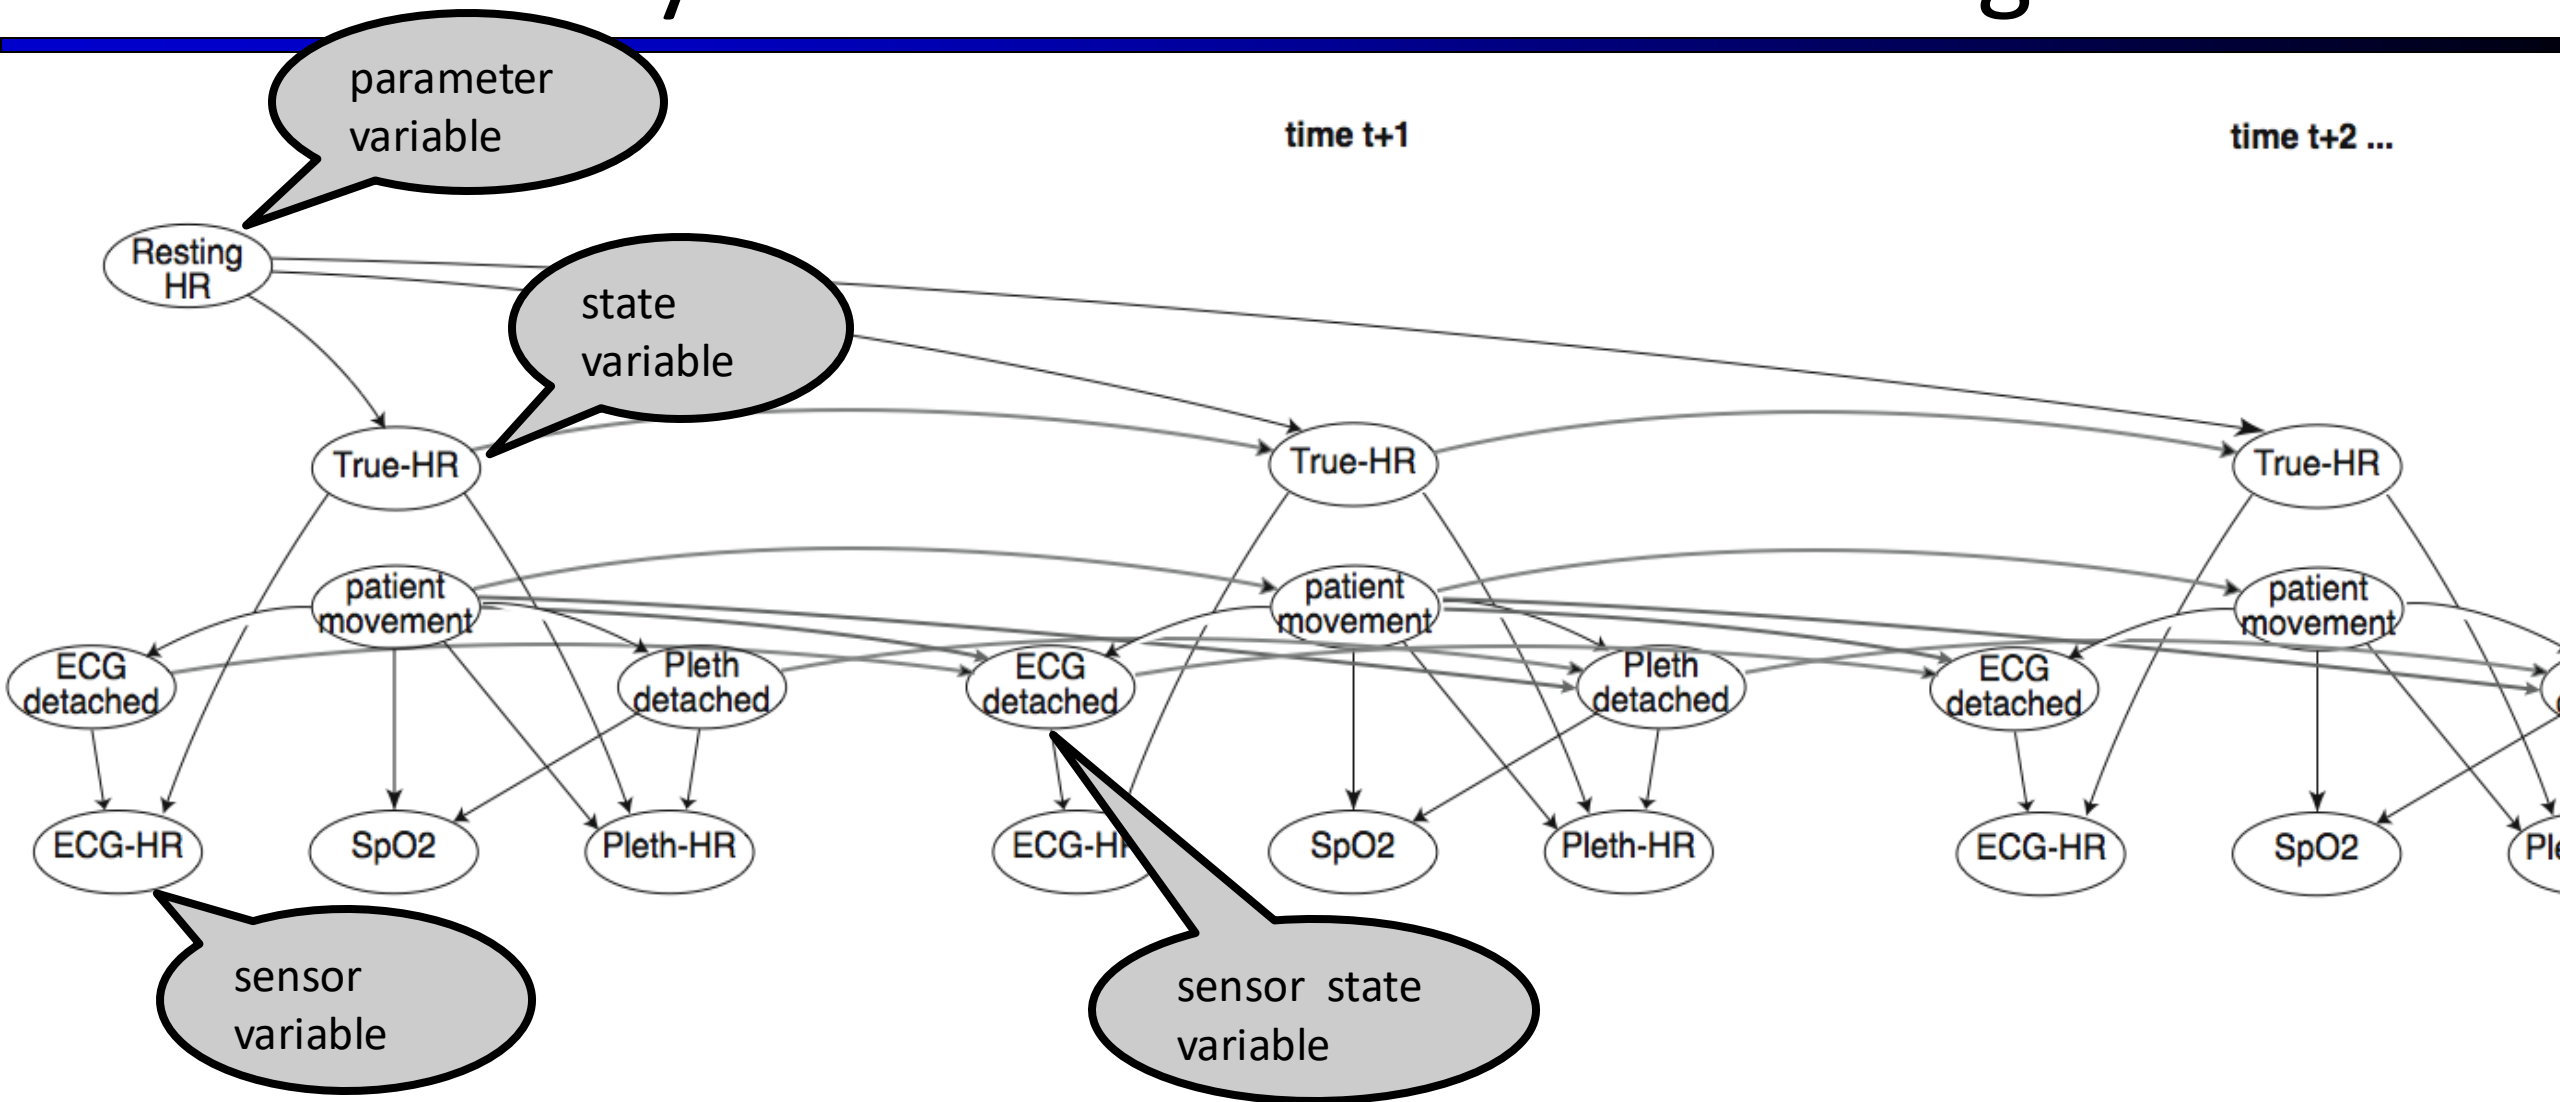 parameter
variable
time t+1
time t+2 ...
Resting
HR
state
variable
True-HR
True-HR
True-HR
patient
movement
patient
movement
patient
movement
ECG
detached
Pleth
detached
ECG
detached
Pleth
detached
ECG
detached
ECG-HR
SpO2
Pleth-HR
ECG-HR
SpO2
Pleth-HR
ECG-HR
SpO2
sensor
variable
sensor state
variable